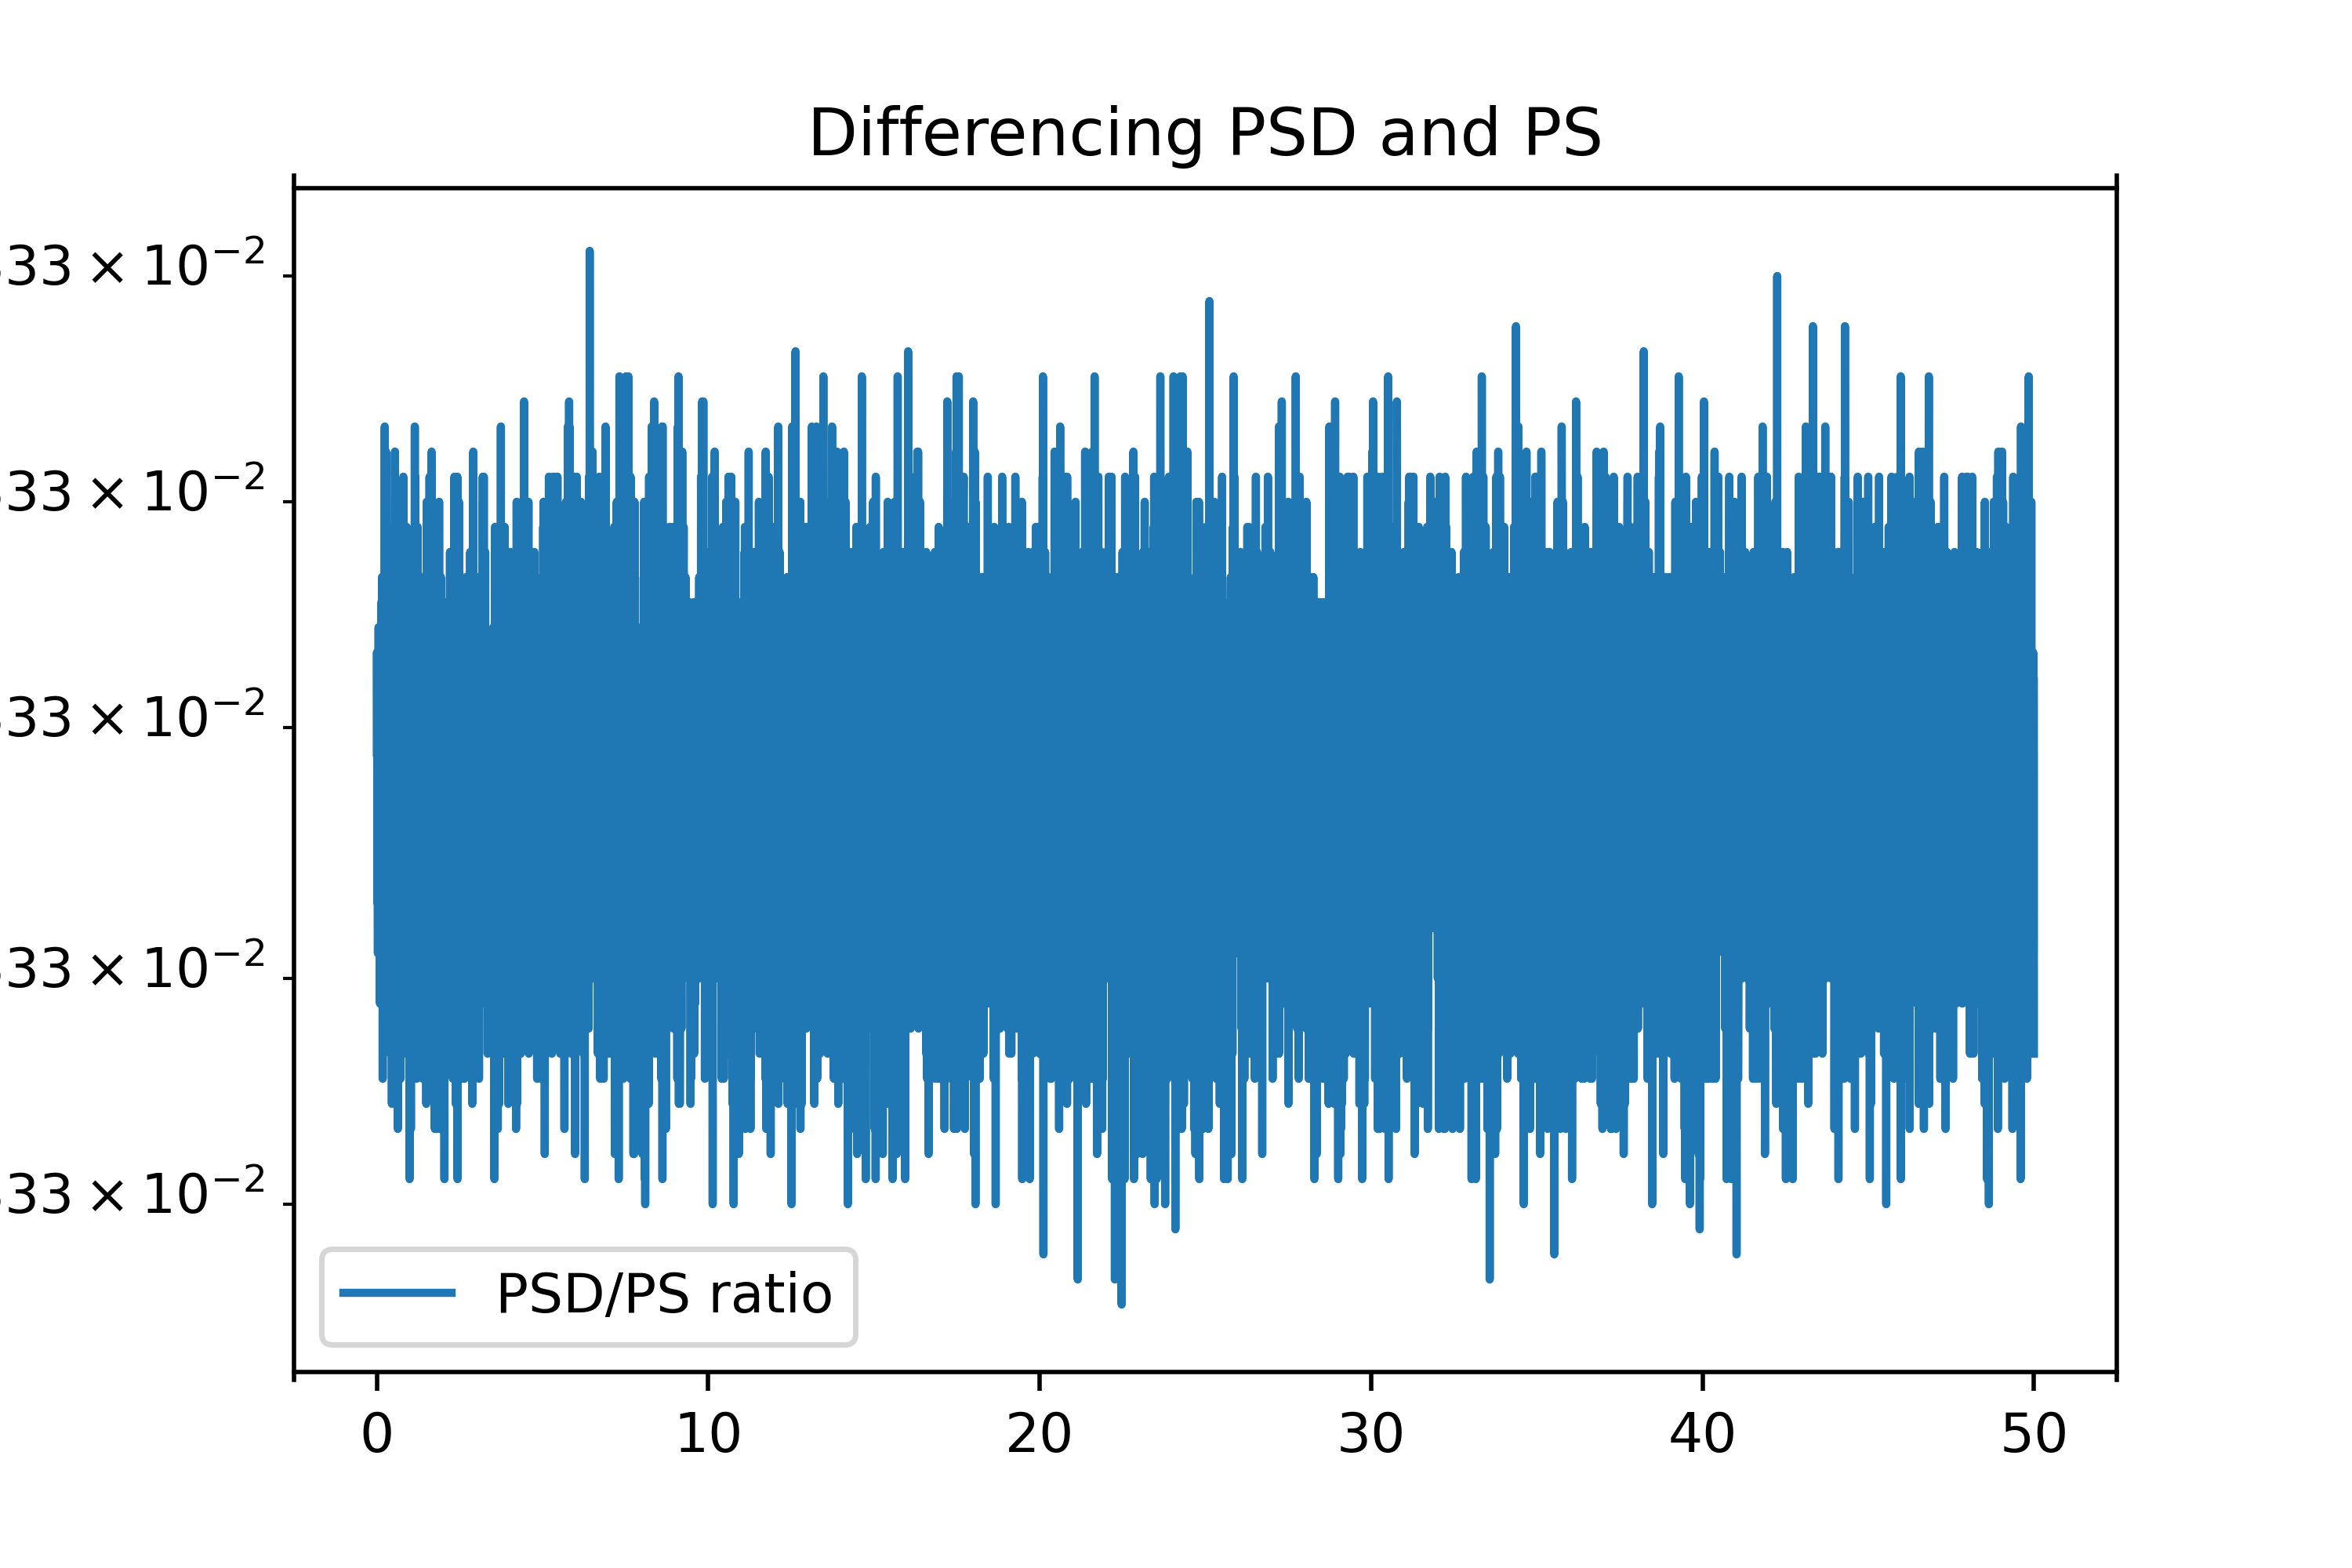 Differencing PSD and PS
33 × 10⁻²
33 × 10⁻²
33 × 10⁻²
33 × 10⁻²
33 × 10⁻²
PSD/PS ratio
0 10 20 30 40 50